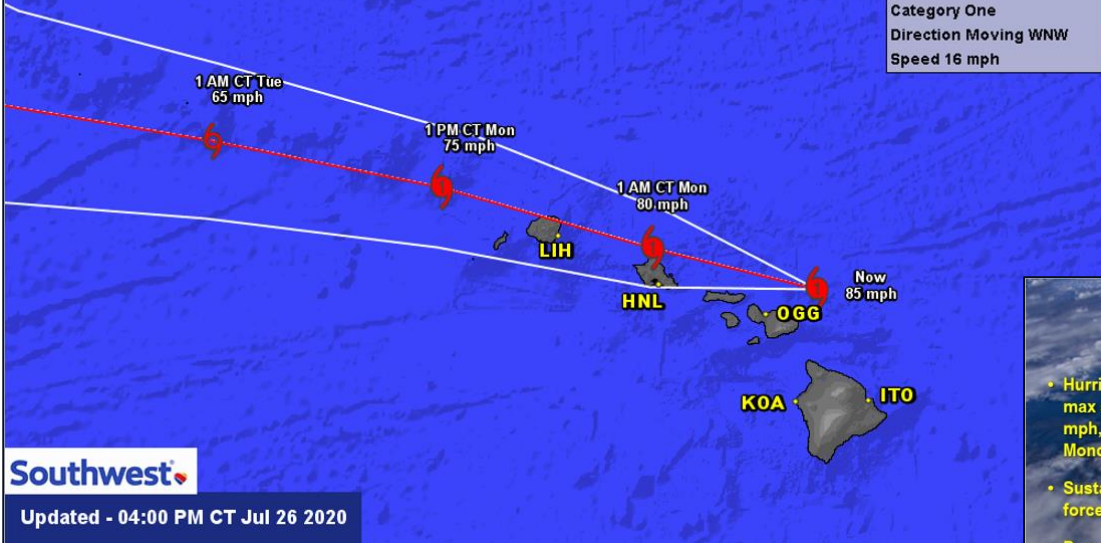 Category One
Direction Moving WNW
Speed 16 mph
1 AM CT Tue
65 mph
1 PM CT Mon
75 mph
1 AM CT Mon
80 mph
Now
85 mph
LIH
HNL
OGG
KOA
ITO
• Hurri
max
mph,
Mond
• Susta
force
Southwest
Updated - 04:00 PM CT Jul 26 2020